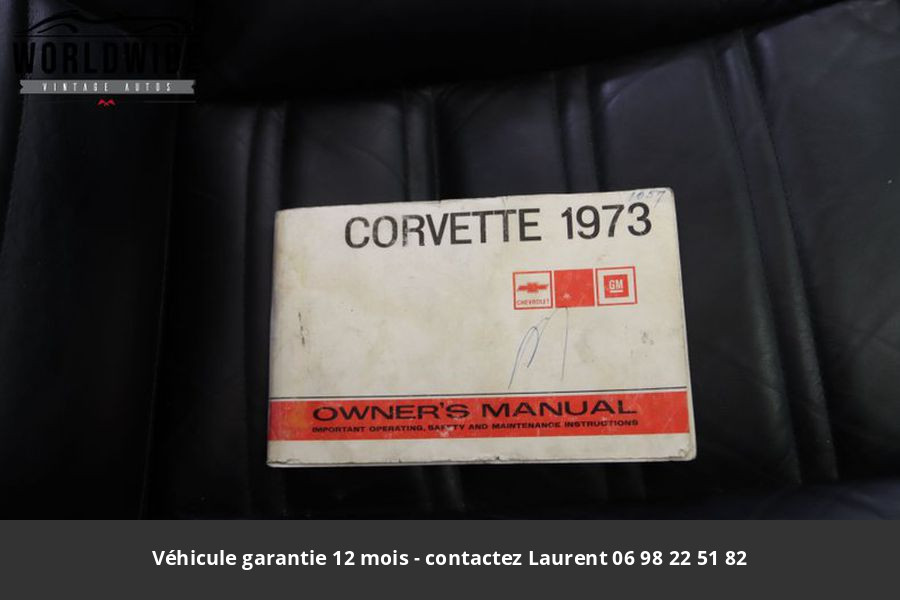 WORLDWIDE
VINTAGE AUTOS
1057
CORVETTE 1973
CHEVROLET
GM
OWNER'S MANUAL
IMPORTANT OPERATING, SAFETY AND MAINTENANCE INSTRUCTIONS
Véhicule garantie 12 mois - contactez Laurent 06 98 22 51 82